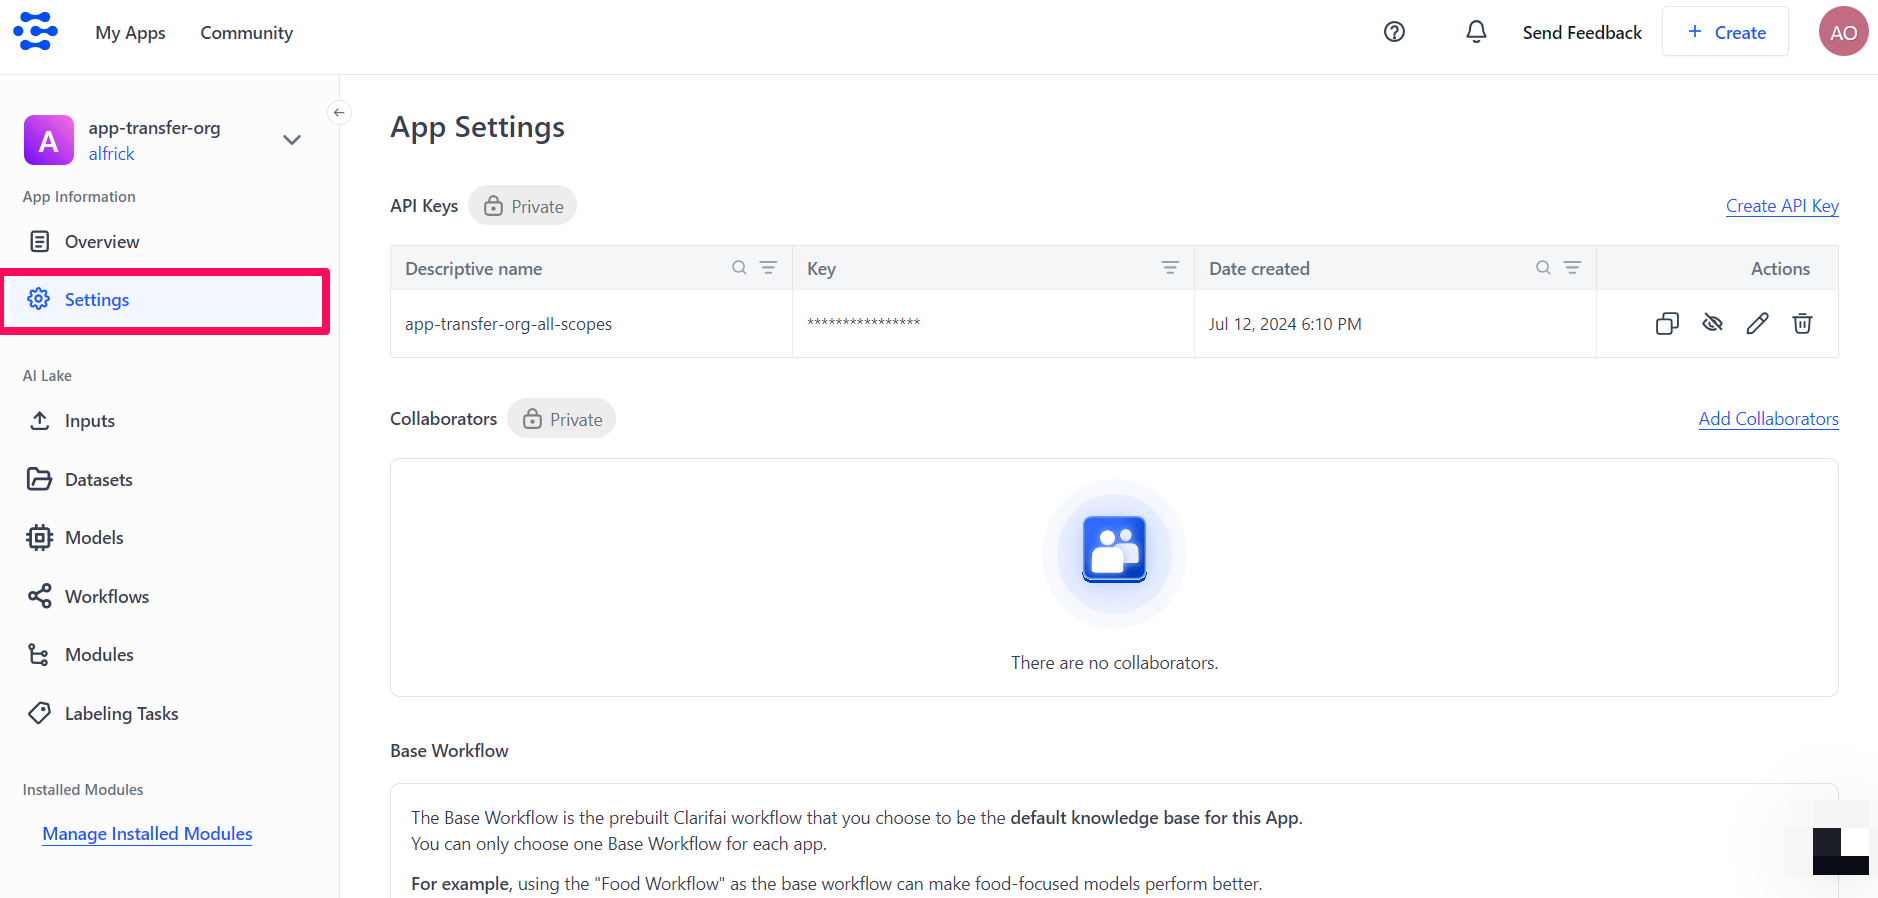 My Apps
Community
Send Feedback
+ Create
AO
A
app-transfer-org
alfrick
App Information
Overview
Settings
AI Lake
Inputs
Datasets
Models
Workflows
Modules
Labeling Tasks
Installed Modules
Manage Installed Modules
App Settings
API Keys
Private
Create API Key
Descriptive name
Key
Date created
Actions
app-transfer-org-all-scopes
****************
Jul 12, 2024 6:10 PM
Collaborators
Private
Add Collaborators
There are no collaborators.
Base Workflow
The Base Workflow is the prebuilt Clarifai workflow that you choose to be the default knowledge base for this App.
You can only choose one Base Workflow for each app.
For example, using the "Food Workflow" as the base workflow can make food-focused models perform better.